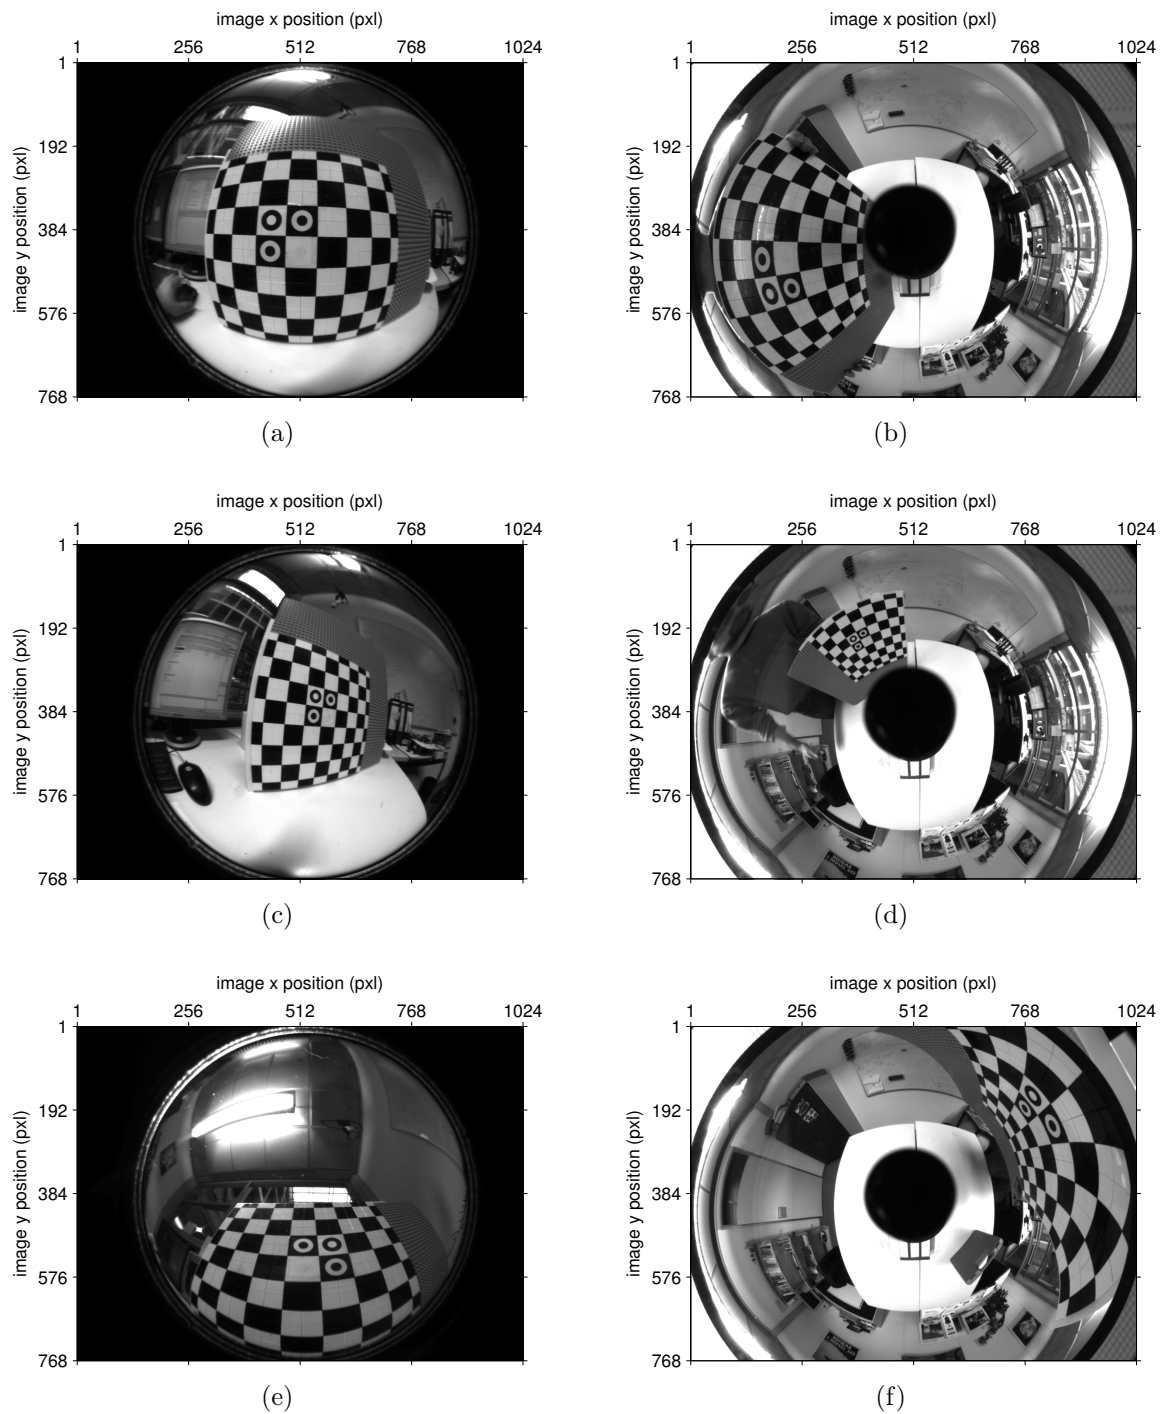 image x position (pxl)
1 256 512 768 1024
1
192
384
576
768
image y position (pxl)
(a)
image x position (pxl)
1 256 512 768 1024
1
192
384
576
768
image y position (pxl)
(b)
image x position (pxl)
1 256 512 768 1024
1
192
384
576
768
image y position (pxl)
(c)
image x position (pxl)
1 256 512 768 1024
1
192
384
576
768
image y position (pxl)
(d)
image x position (pxl)
1 256 512 768 1024
1
192
384
576
768
image y position (pxl)
(e)
image x position (pxl)
1 256 512 768 1024
1
192
384
576
768
image y position (pxl)
(f)